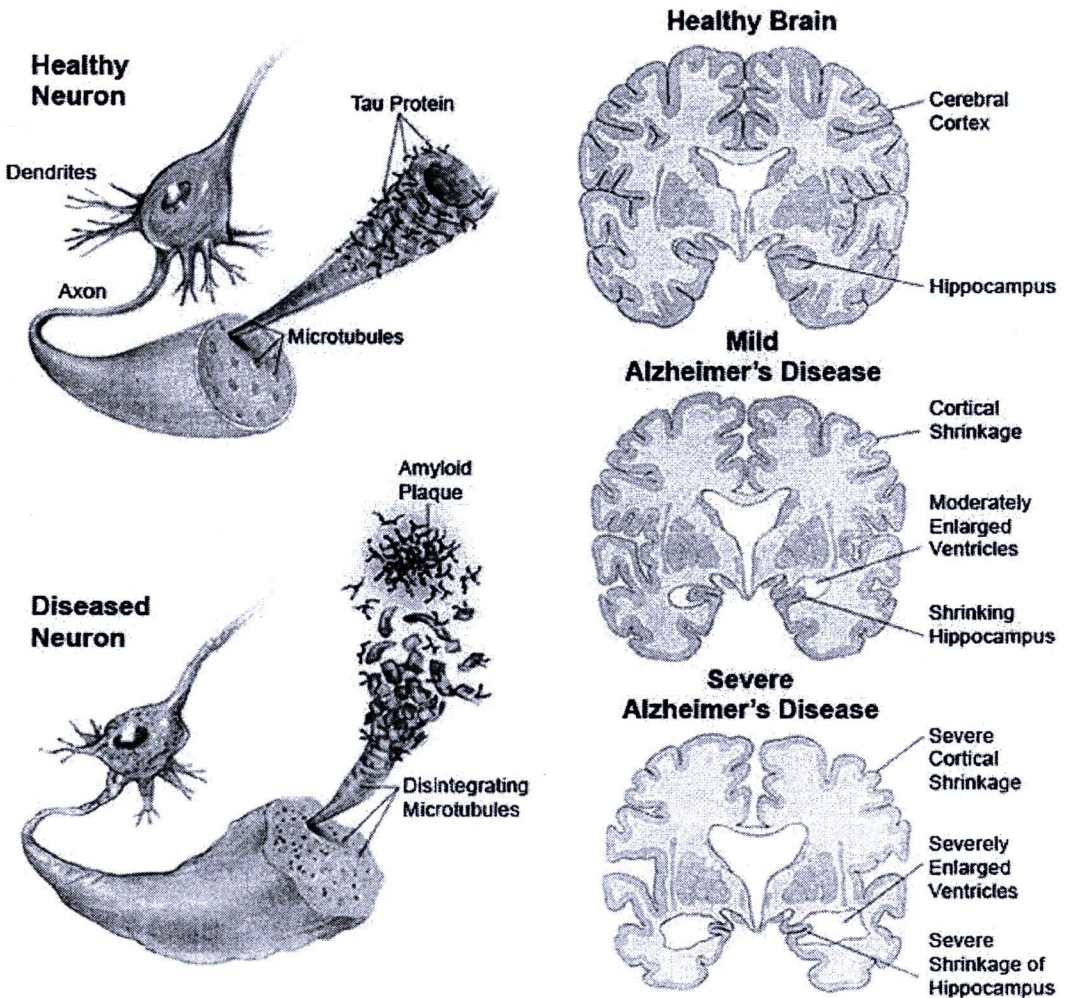 Healthy
Neuron
Tau Protein
Dendrites
Axon
Microtubules
Amyloid
Plaque
Diseased
Neuron
Disintegrating
Microtubules
Healthy Brain
Cerebral
Cortex
Hippocampus
Mild
Alzheimer's Disease
Cortical
Shrinkage
Moderately
Enlarged
Ventricles
Shrinking
Hippocampus
Severe
Alzheimer's Disease
Severe
Cortical
Shrinkage
Severely
Enlarged
Ventricles
Severe
Shrinkage of
Hippocampus